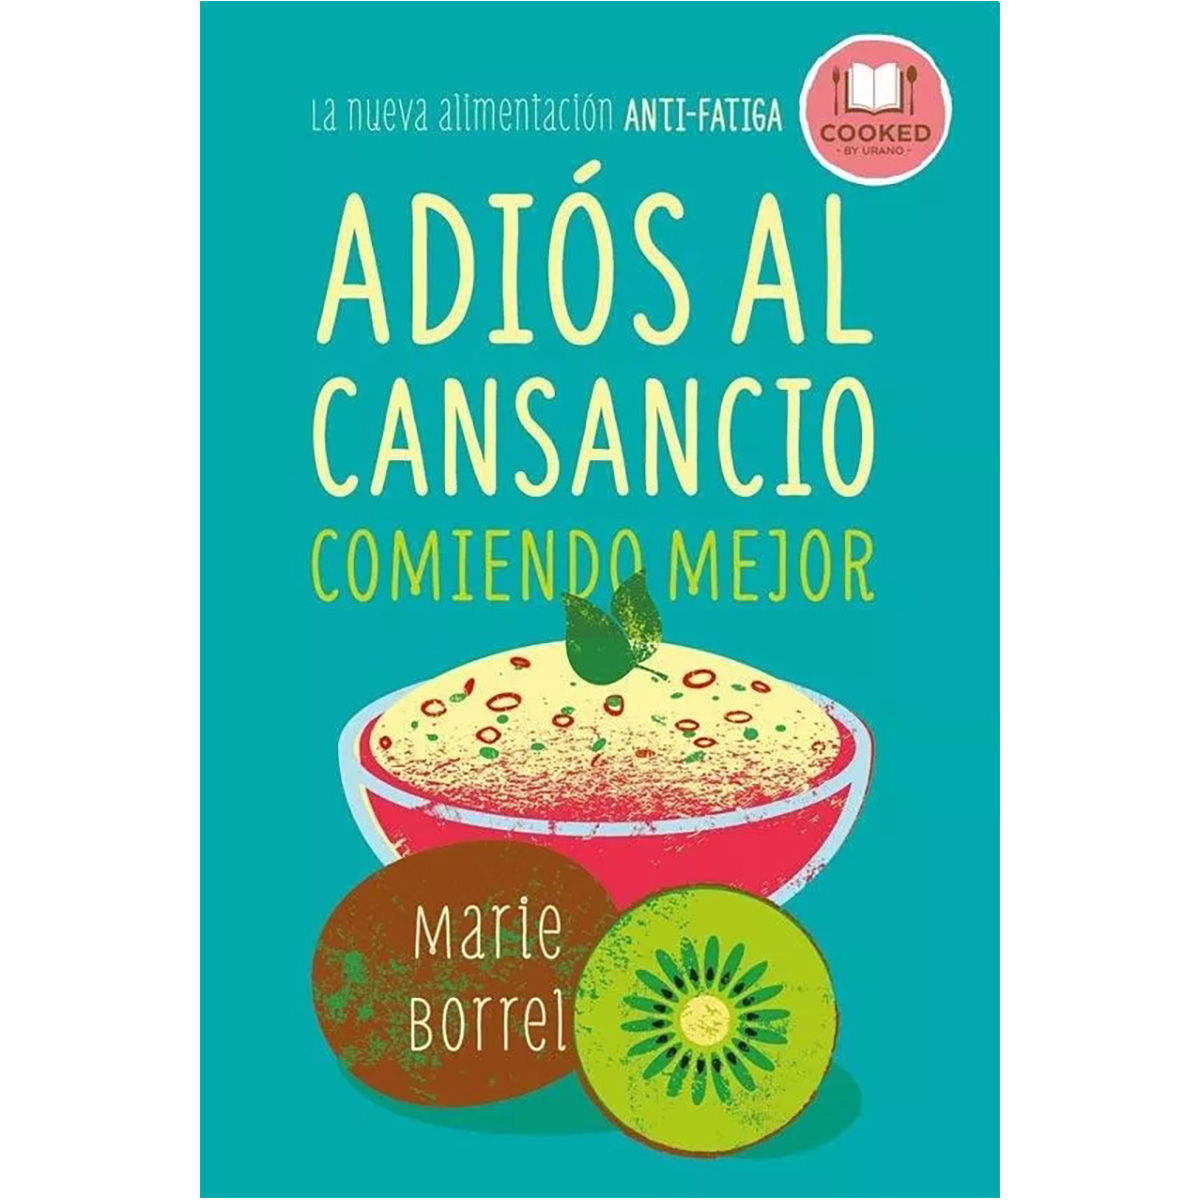 La nueva alimentación ANTI-FATIGA
COOKED
- BY URANO -
ADIÓS AL
CANSANCIO
COMIENDO MEJOR
Marie
Borrel